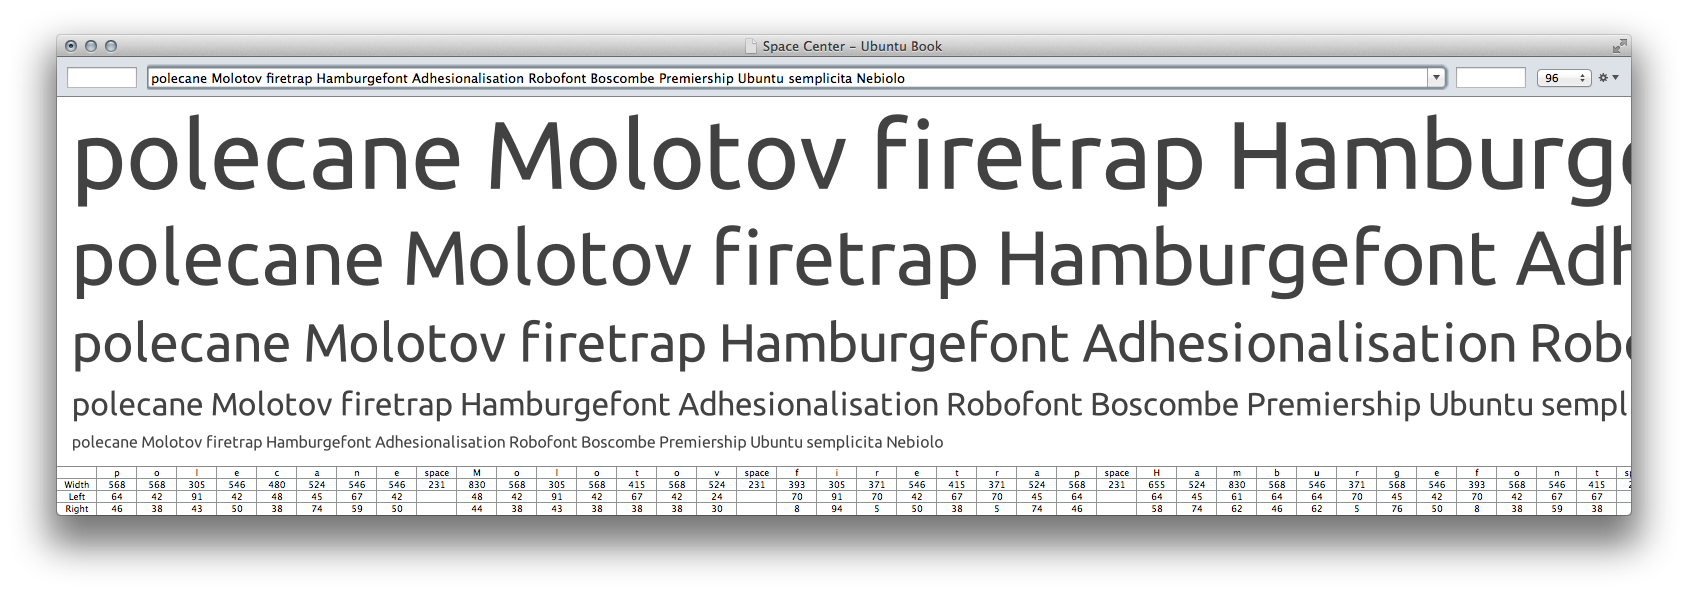 Space Center – Ubuntu Book
polecane Molotov firetrap Hamburgefont Adhesionalisation Robofont Boscombe Premiership Ubuntu semplicita Nebiolo 96
polecane Molotov firetrap Hamburge
polecane Molotov firetrap Hamburgefont Adh
polecane Molotov firetrap Hamburgefont Adhesionalisation Robo
polecane Molotov firetrap Hamburgefont Adhesionalisation Robofont Boscombe Premiership Ubuntu sempl
polecane Molotov firetrap Hamburgefont Adhesionalisation Robofont Boscombe Premiership Ubuntu semplicita Nebiolo
p o l e c a n e space M o l o t o v space f i r e t r a p space H a m b u r g e f o n t sp
Width 568 568 305 546 480 524 546 546 231 830 568 305 568 415 568 524 231 393 305 371 546 415 371 524 568 231 655 524 830 568 546 371 568 546 393 568 546 415 2
Left 64 42 91 42 48 45 67 42 48 42 91 42 67 42 24 70 91 70 42 67 70 45 64 64 45 61 64 64 70 45 42 70 42 67 67
Right 46 38 43 50 38 74 59 50 44 38 43 38 38 38 30 8 94 5 50 38 5 74 46 58 74 62 46 62 5 76 50 8 38 59 38